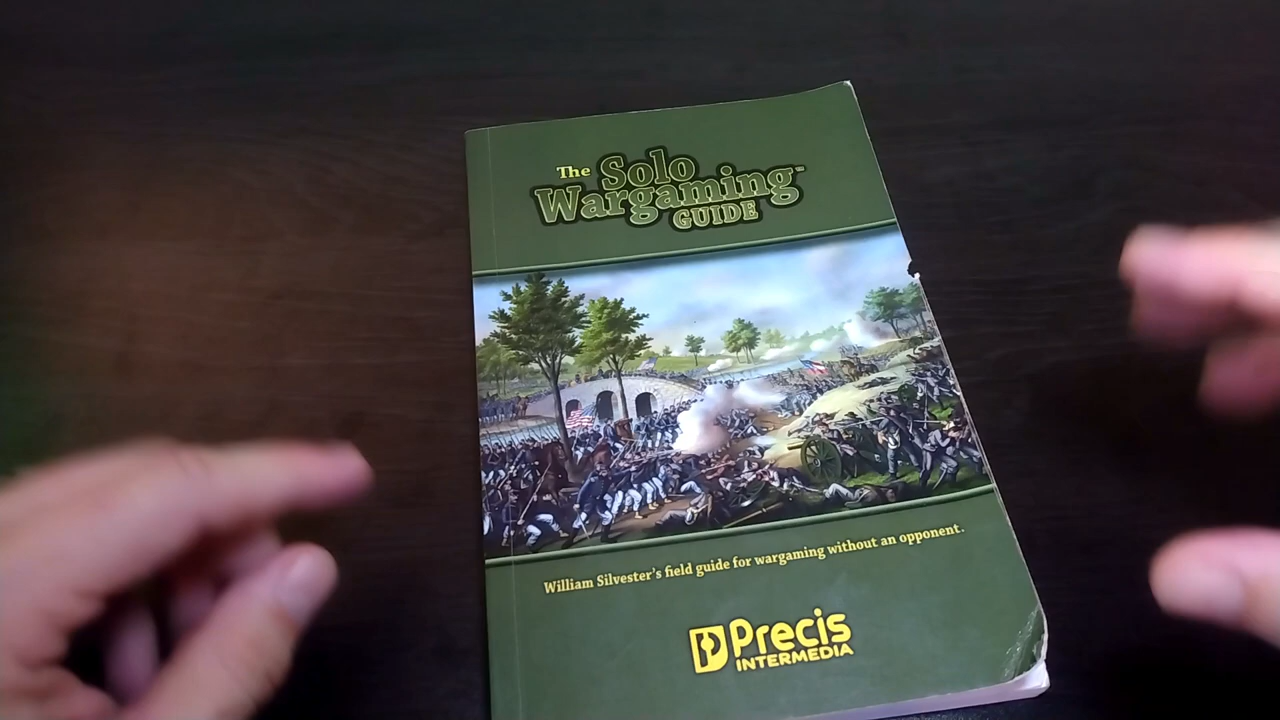 The Solo
Wargaming™
GUIDE
William Silvester's field guide for wargaming without an opponent.
Precis
INTERMEDIA